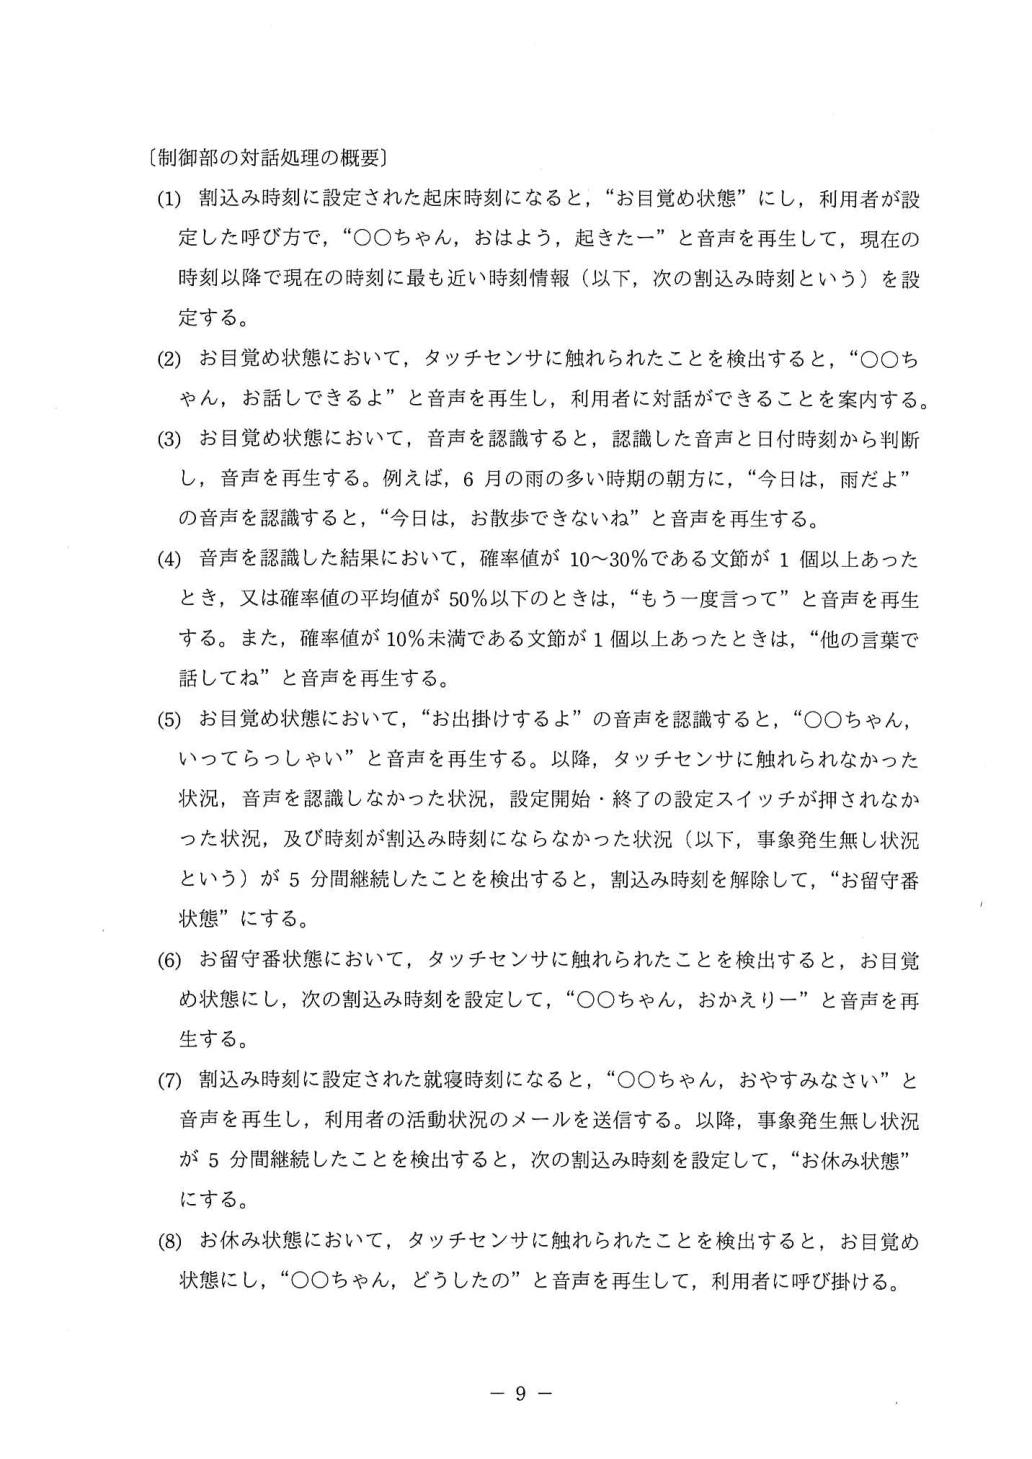 〔制御部の対話処理の概要〕
(1) 割込み時刻に設定された起床時刻になると，“お目覚め状態”にし，利用者が設
定した呼び方で，“○○ちゃん，おはよう，起きたー”と音声を再生して，現在の
時刻以降で現在の時刻に最も近い時刻情報（以下，次の割込み時刻という）を設
定する。
(2) お目覚め状態において，タッチセンサに触れられたことを検出すると，“○○ち
ゃん，お話しできるよ”と音声を再生し，利用者に対話ができることを案内する。
(3) お目覚め状態において，音声を認識すると，認識した音声と日付時刻から判断
し，音声を再生する。例えば，6 月の雨の多い時期の朝方に，“今日は，雨だよ”
の音声を認識すると，“今日は，お散歩できないね”と音声を再生する。
(4) 音声を認識した結果において，確率値が 10～30％である文節が 1 個以上あった
とき，又は確率値の平均値が 50％以下のときは，“もう一度言って”と音声を再生
する。また，確率値が 10％未満である文節が 1 個以上あったときは，“他の言葉で
話してね”と音声を再生する。
(5) お目覚め状態において，“お出掛けするよ”の音声を認識すると，“○○ちゃん，
いってらっしゃい”と音声を再生する。以降，タッチセンサに触れられなかった
状況，音声を認識しなかった状況，設定開始・終了の設定スイッチが押されなか
った状況，及び時刻が割込み時刻にならなかった状況（以下，事象発生無し状況
という）が 5 分間継続したことを検出すると，割込み時刻を解除して，“お留守番
状態”にする。
(6) お留守番状態において，タッチセンサに触れられたことを検出すると，お目覚
め状態にし，次の割込み時刻を設定して，“○○ちゃん，おかえりー”と音声を再
生する。
(7) 割込み時刻に設定された就寝時刻になると，“○○ちゃん，おやすみなさい”と
音声を再生し，利用者の活動状況のメールを送信する。以降，事象発生無し状況
が 5 分間継続したことを検出すると，次の割込み時刻を設定して，“お休み状態”
にする。
(8) お休み状態において，タッチセンサに触れられたことを検出すると，お目覚め
状態にし，“○○ちゃん，どうしたの”と音声を再生して，利用者に呼び掛ける。
－ 9 －